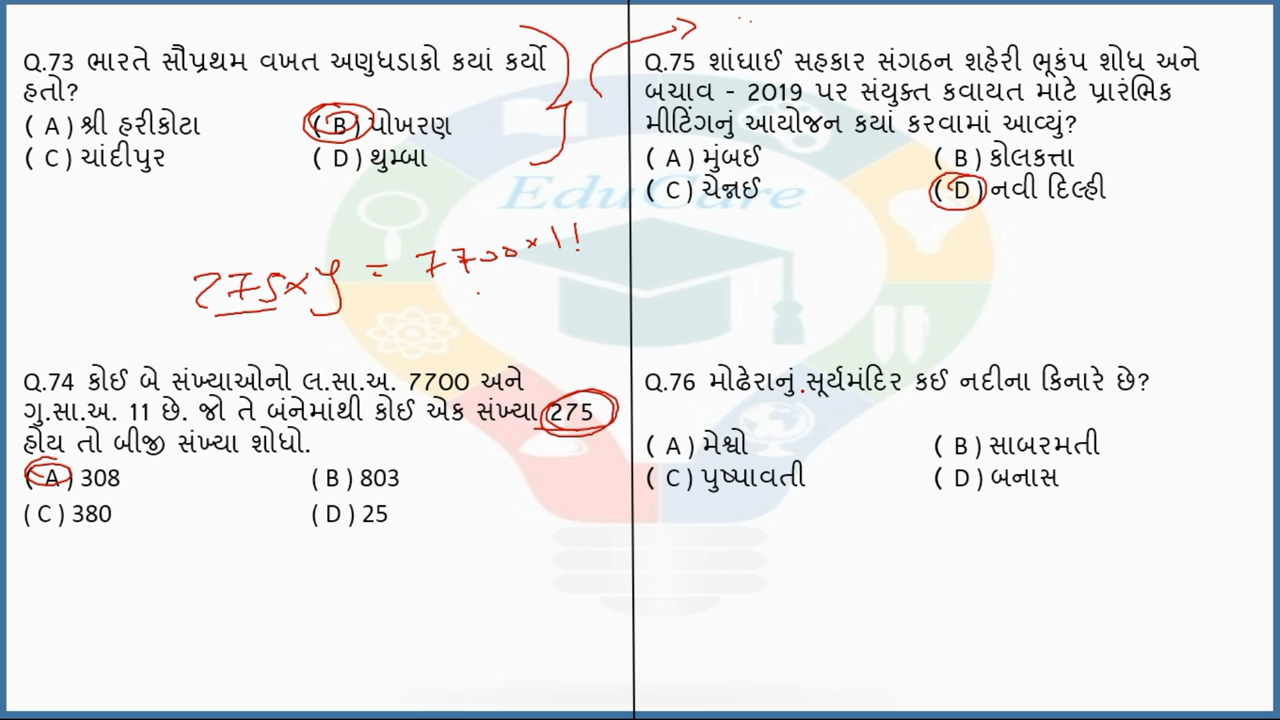 Q.73 ભારતે સૌપ્રથમ વખત અણુધડાકો કયાં કર્યો
હતો?
( A ) શ્રી હરીકોટા ( B ) પોખરણ
( C ) ચાંદીપુર ( D ) થુમ્બા
275 × y = 7700 × 11
Q.74 કોઈ બે સંખ્યાઓનો લ.સા.અ. 7700 અને
ગુ.સા.અ. 11 છે. જો તે બંનેમાંથી કોઈ એક સંખ્યા 275
હોય તો બીજી સંખ્યા શોધો.
( A ) 308 ( B ) 803
( C ) 380 ( D ) 25
Q.75 શાંઘાઈ સહકાર સંગઠન શહેરી ભૂકંપ શોધ અને
બચાવ - 2019 પર સંયુક્ત કવાયત માટે પ્રારંભિક
મીટિંગનું આયોજન કયાં કરવામાં આવ્યું?
( A ) મુંબઈ ( B ) કોલકત્તા
( C ) ચેન્નઈ ( D ) નવી દિલ્હી
EduCare
Q.76 મોઢેરાનું સૂર્યમંદિર કઈ નદીના કિનારે છે?
( A ) મેશ્વો ( B ) સાબરમતી
( C ) પુષ્પાવતી ( D ) બનાસ